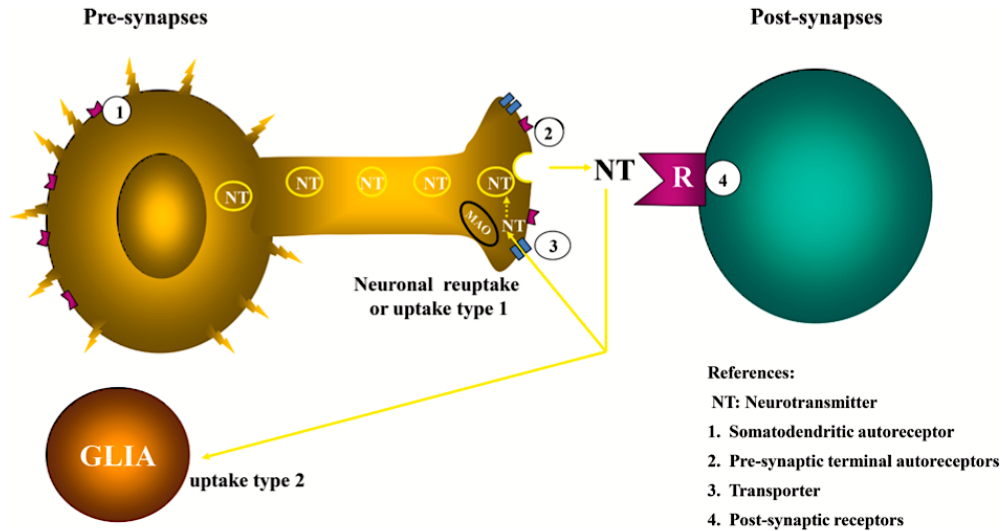 Pre-synapses
Post-synapses
1
2
NT
NT
NT
NT
NT
NT
R
4
MAO
NT
3
Neuronal reuptake
or uptake type 1
GLIA
uptake type 2
References:
NT: Neurotransmitter
1. Somatodendritic autoreceptor
2. Pre-synaptic terminal autoreceptors
3. Transporter
4. Post-synaptic receptors